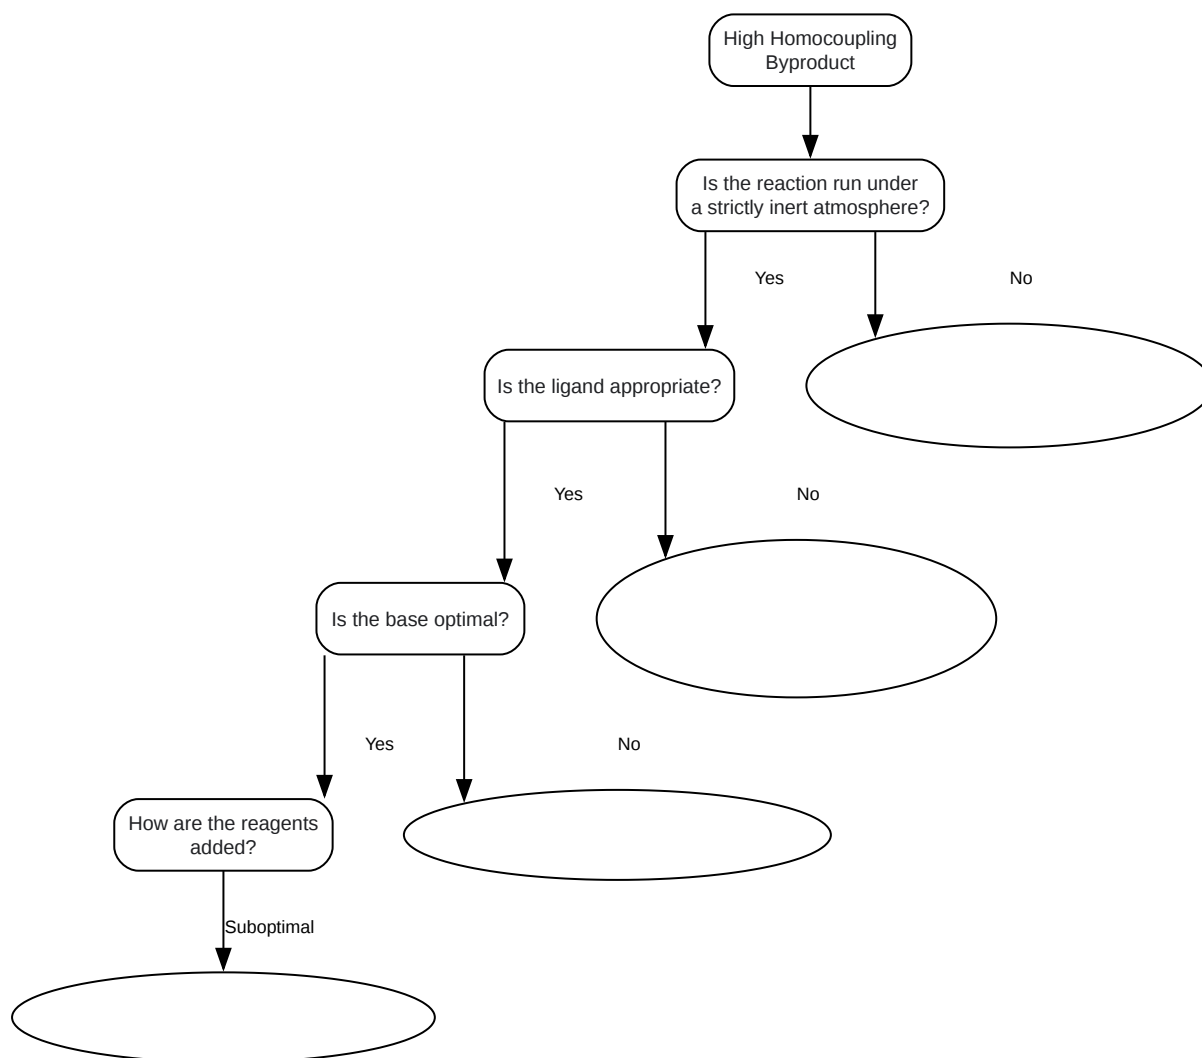 High Homocoupling
Byproduct
Is the reaction run under
a strictly inert atmosphere?
Yes
No
Is the ligand appropriate?
Yes
No
Is the base optimal?
Yes
No
How are the reagents
added?
Suboptimal